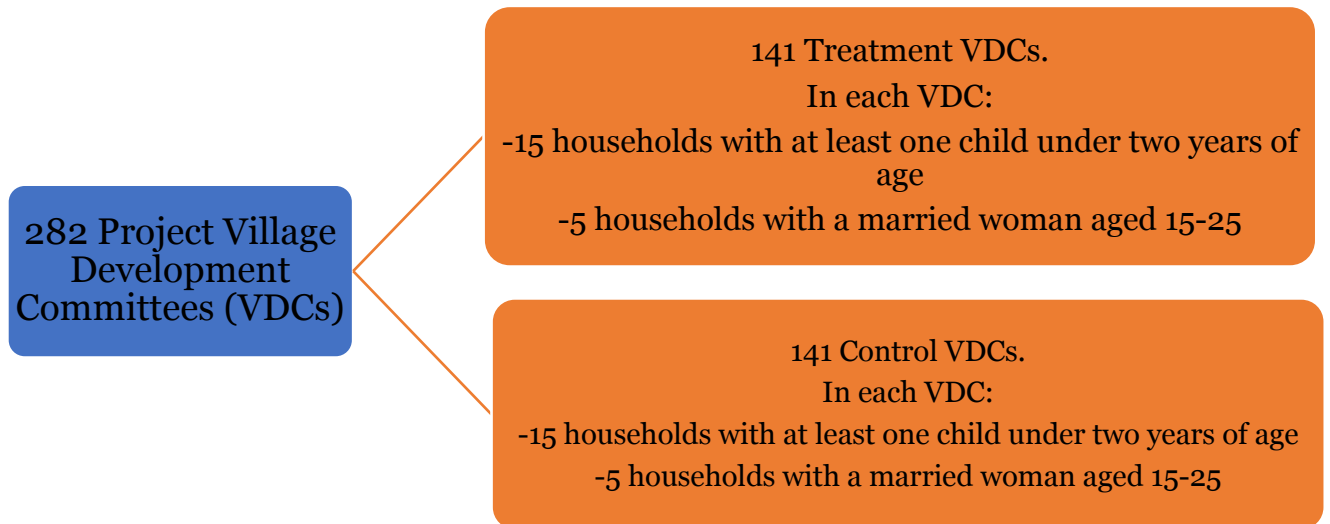 282 Project Village
Development
Committees (VDCs)
141 Treatment VDCs.
In each VDC:
-15 households with at least one child under two years of
age
-5 households with a married woman aged 15-25
141 Control VDCs.
In each VDC:
-15 households with at least one child under two years of age
-5 households with a married woman aged 15-25